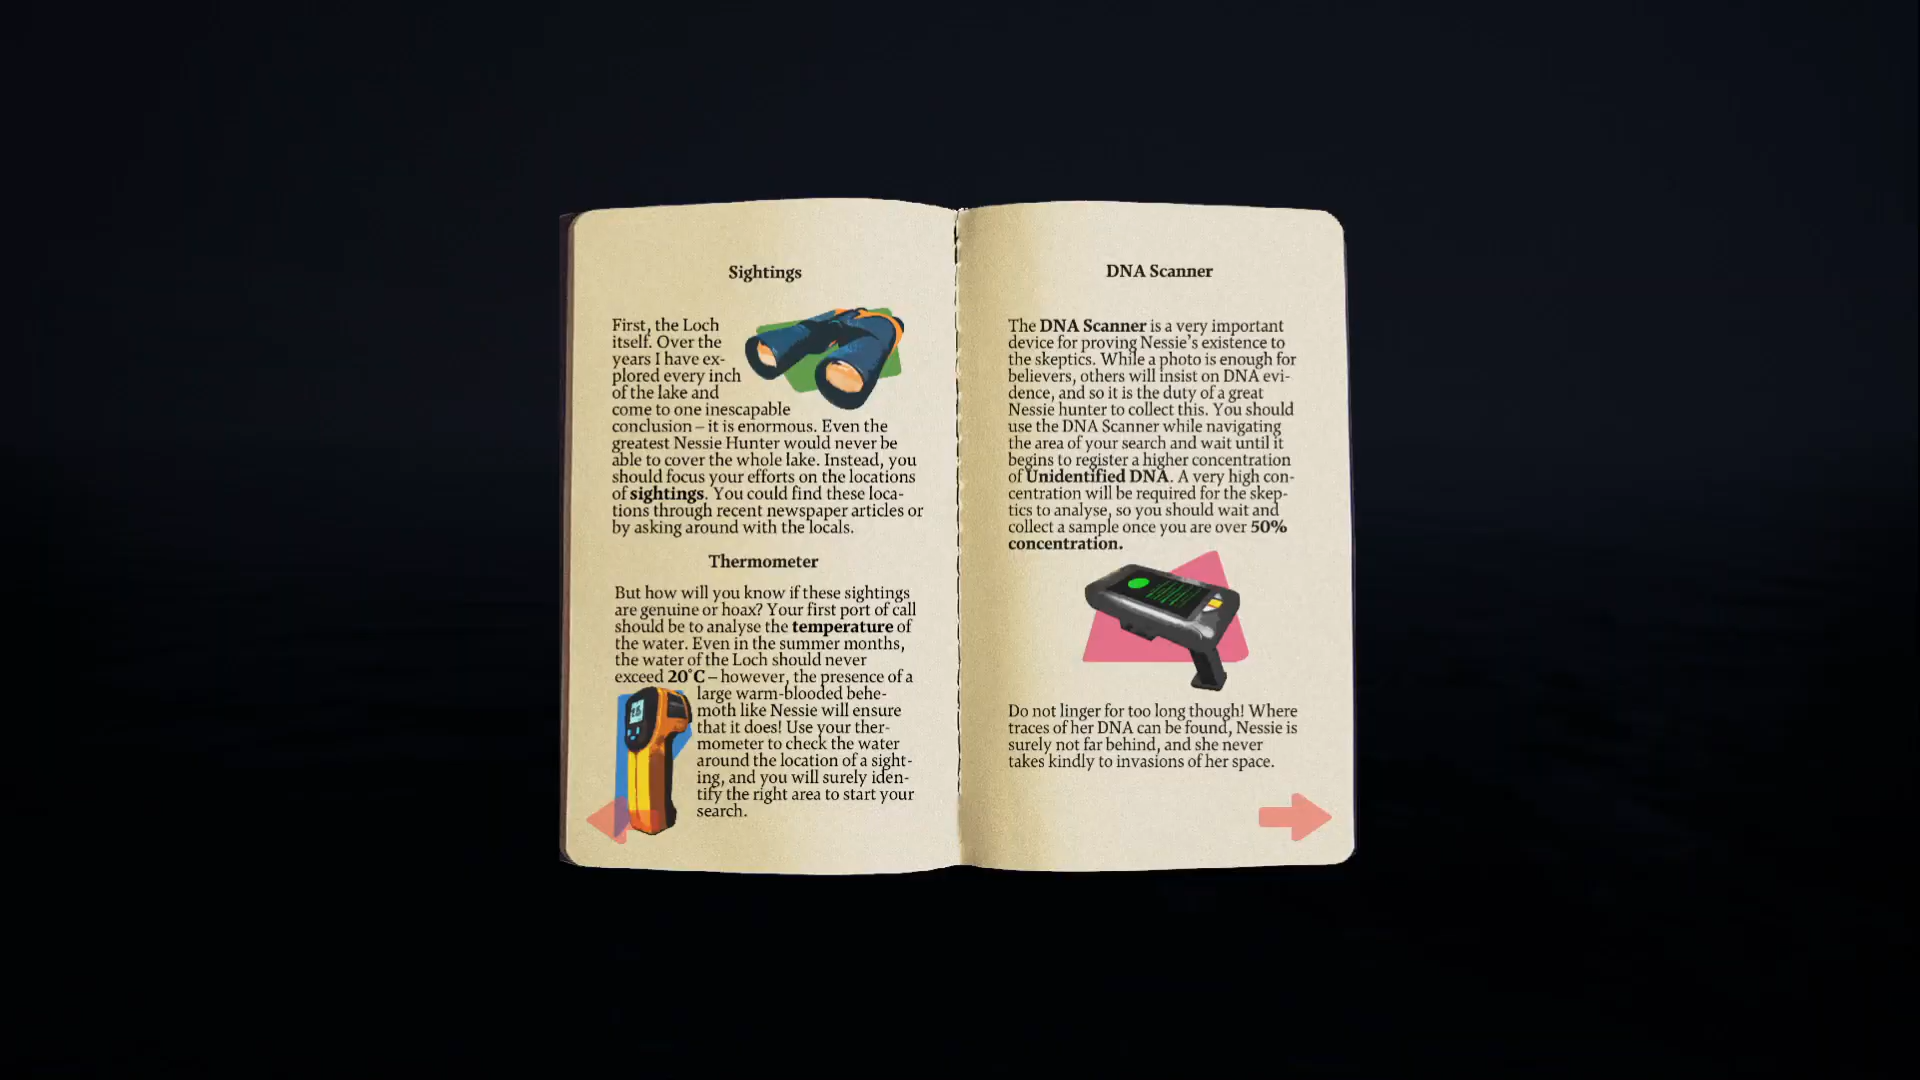 Sightings
First, the Loch
itself. Over the
years I have ex-
plored every inch
of the lake and
come to one inescapable
conclusion – it is enormous. Even the
greatest Nessie Hunter would never be
able to cover the whole lake. Instead, you
should focus your efforts on the locations
of sightings. You could find these loca-
tions through recent newspaper articles or
by asking around with the locals.
Thermometer
But how will you know if these sightings
are genuine or hoax? Your first port of call
should be to analyse the temperature of
the water. Even in the summer months,
the water of the Loch should never
exceed 20°C – however, the presence of a
large warm-blooded behe-
moth like Nessie will ensure
that it does! Use your ther-
mometer to check the water
around the location of a sight-
ing, and you will surely iden-
tify the right area to start your
search.
DNA Scanner
The DNA Scanner is a very important
device for proving Nessie's existence to
the skeptics. While a photo is enough for
believers, others will insist on DNA evi-
dence, and so it is the duty of a great
Nessie hunter to collect this. You should
use the DNA Scanner while navigating
the area of your search and wait until it
begins to register a higher concentration
of Unidentified DNA. A very high con-
centration will be required for the skep-
tics to analyse, so you should wait and
collect a sample once you are over 50%
concentration.
Do not linger for too long though! Where
traces of her DNA can be found, Nessie is
surely not far behind, and she never
takes kindly to invasions of her space.